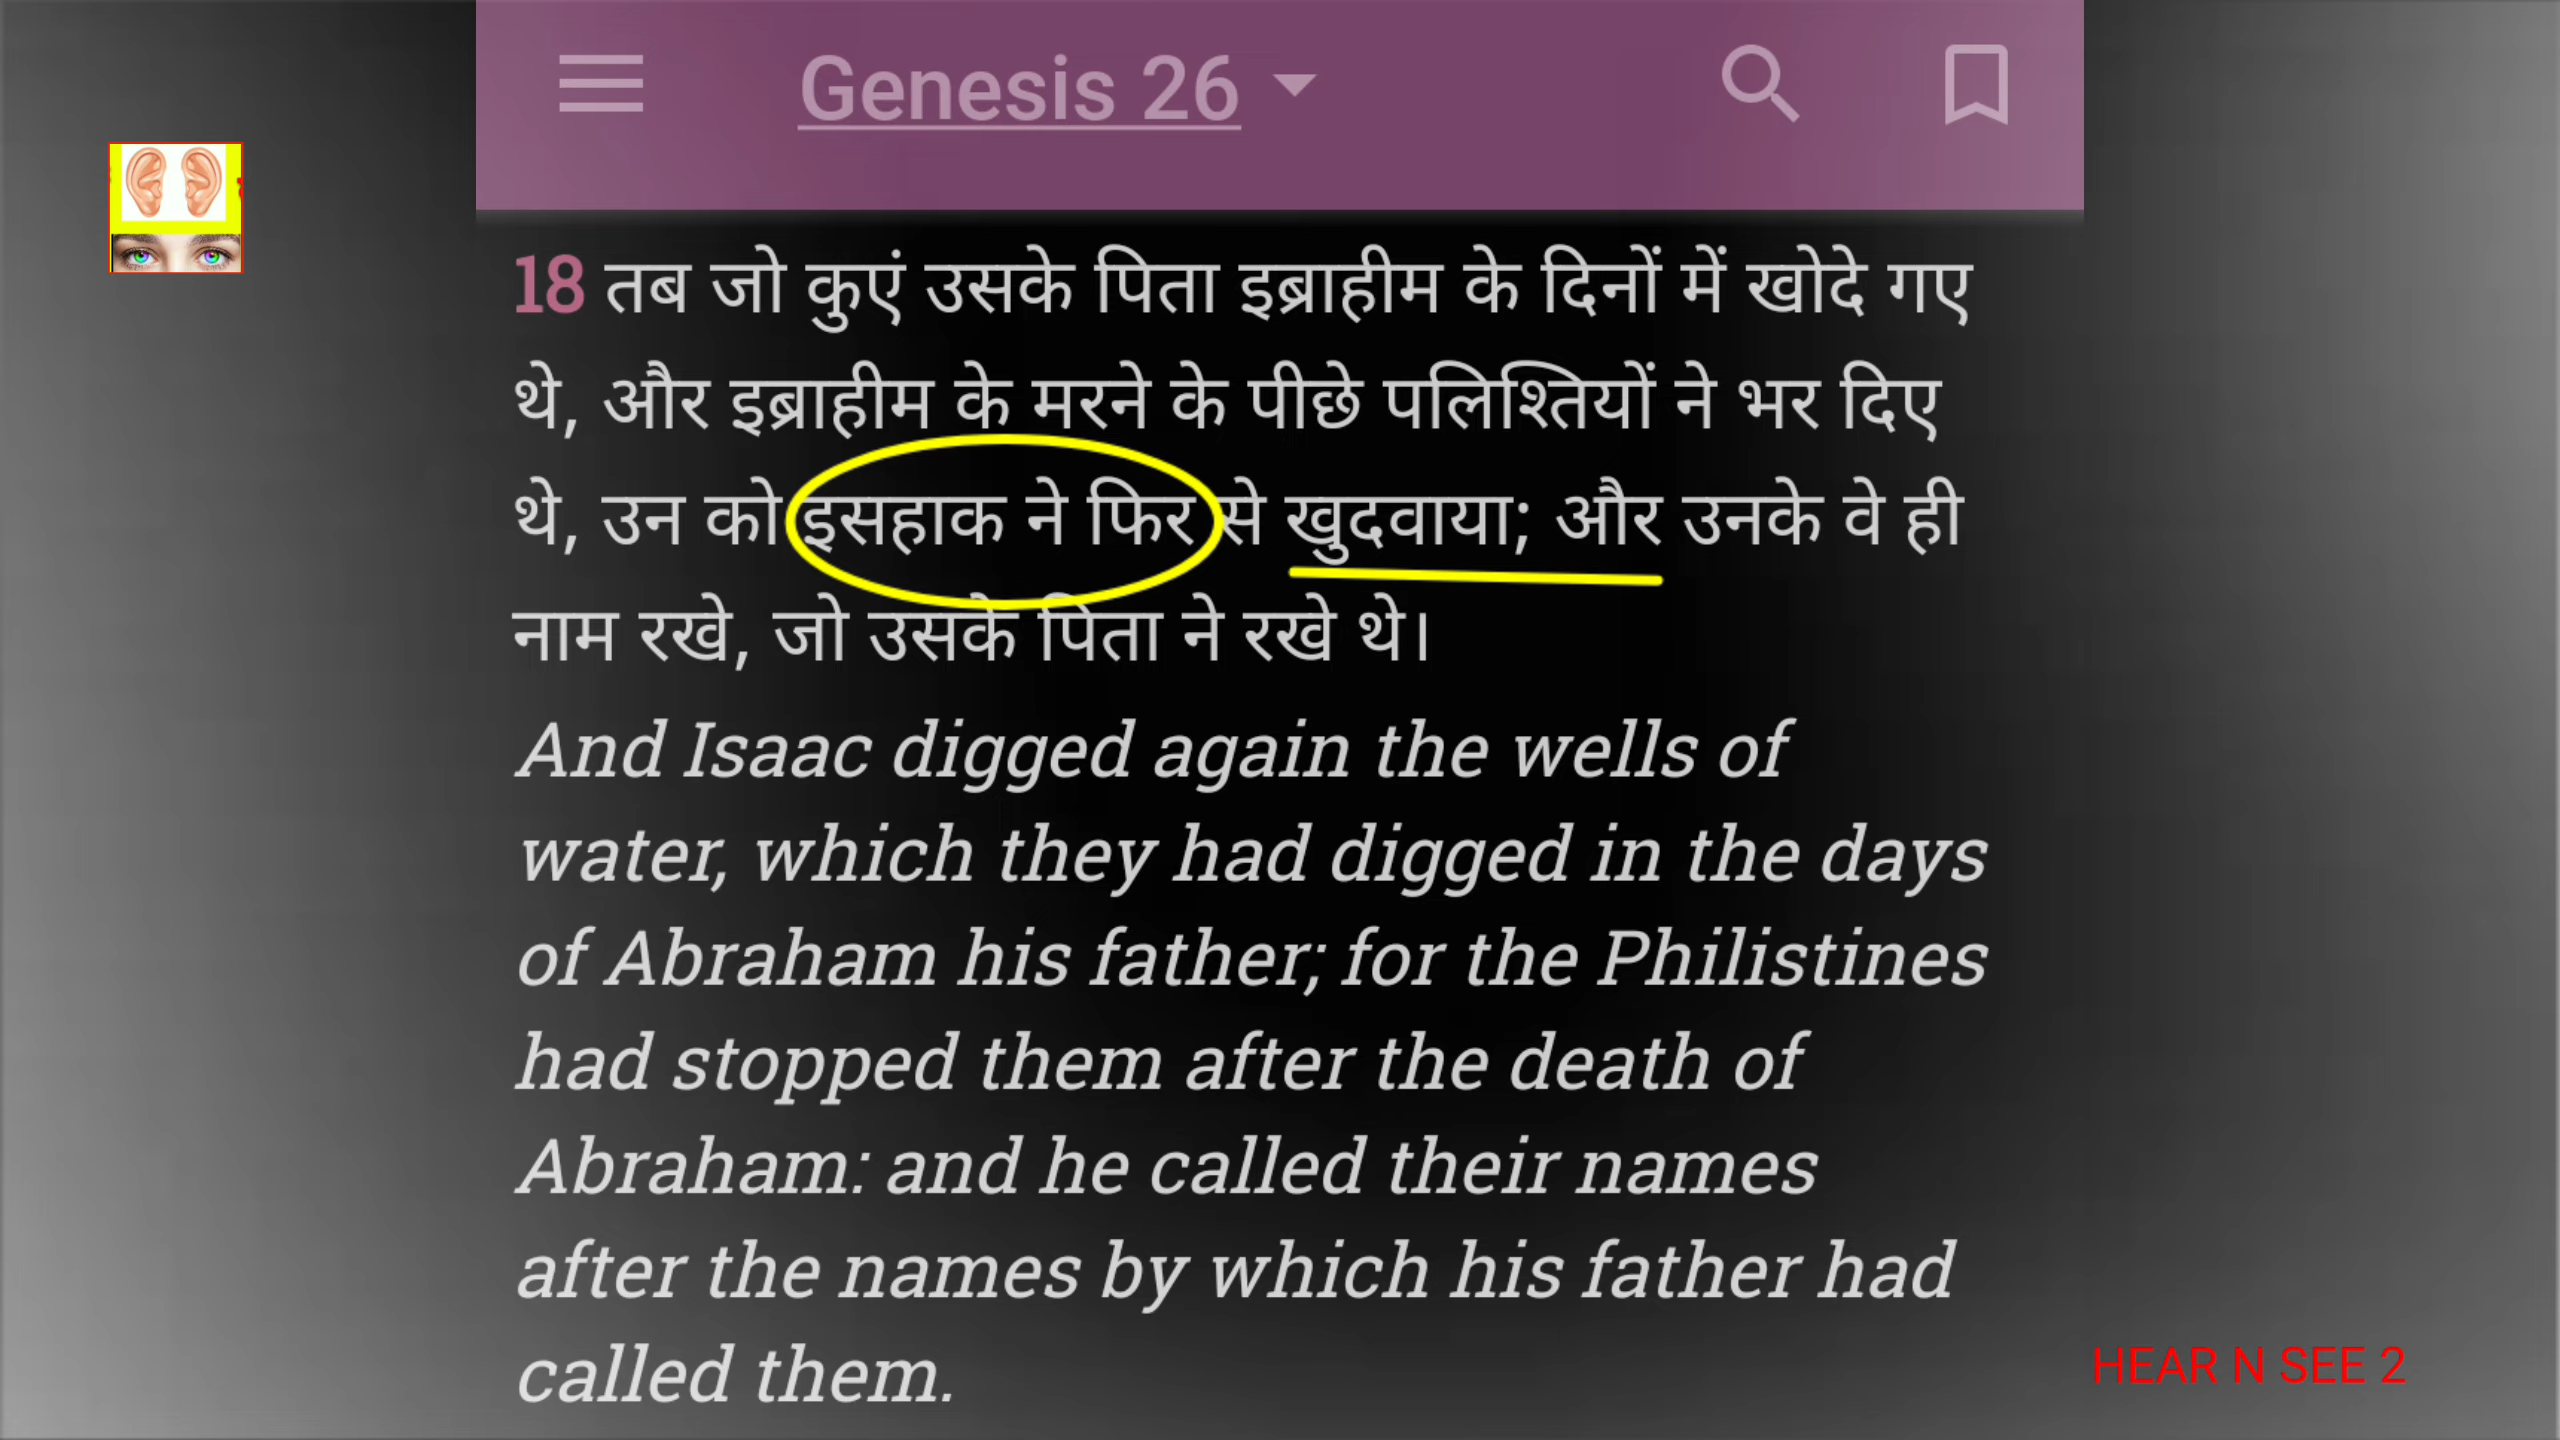 Genesis 26
18 तब जो कुएं उसके पिता इब्राहीम के दिनों में खोदे गए
थे, और इब्राहीम के मरने के पीछे पलिश्तियों ने भर दिए
थे, उन को इसहाक ने फिर से खुदवाया; और उनके वे ही
नाम रखे, जो उसके पिता ने रखे थे।
And Isaac digged again the wells of
water, which they had digged in the days
of Abraham his father; for the Philistines
had stopped them after the death of
Abraham: and he called their names
after the names by which his father had
called them.
HEAR N SEE 2